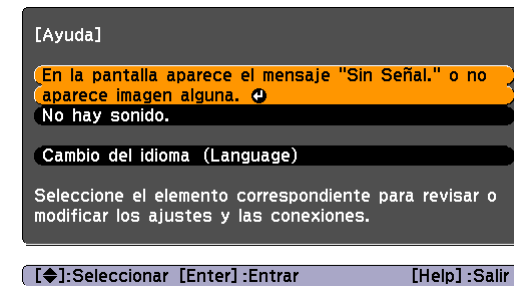 [Ayuda]
En la pantalla aparece el mensaje "Sin Señal." o no
aparece imagen alguna.
No hay sonido.
Cambio del idioma (Language)
Seleccione el elemento correspondiente para revisar o
modificar los ajustes y las conexiones.
[◆]:Seleccionar [Enter]:Entrar [Help]:Salir